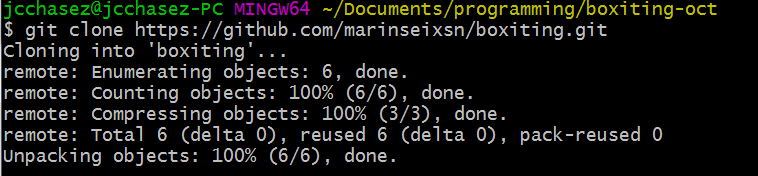 jcchasez@jcchasez-PC MINGW64 ~/Documents/programming/boxiting-oct
$ git clone https://github.com/marinseixsn/boxiting.git
Cloning into 'boxiting'...
remote: Enumerating objects: 6, done.
remote: Counting objects: 100% (6/6), done.
remote: Compressing objects: 100% (3/3), done.
remote: Total 6 (delta 0), reused 6 (delta 0), pack-reused 0
Unpacking objects: 100% (6/6), done.